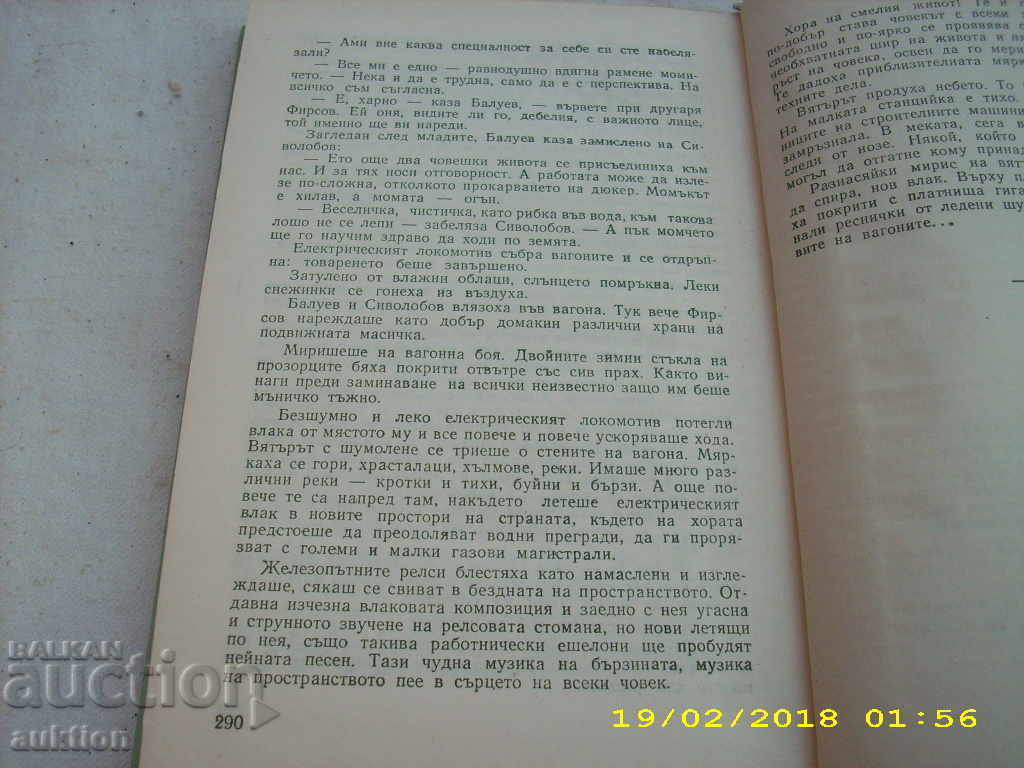 — Ами вие каква специалност за себе си сте набеля-
зали?
— Все ми е едно — равнодушно вдигна рамене моми-
чето. — Нека и да е трудна, само да е с перспектива. На
всичко съм съгласна.
— Е, харно — каза Балуев, — вървете при другаря
Фирсов. Ей оня, видите ли го, дебелия, с важното лице,
той именно ще ви нареди.
Загледан след младите, Балуев каза замислено на Си-
волобов:
— Ето още два човешки живота се присъединиха към
нас. И за тях носи отговорност. А работата може да изле-
зе по-сложна, отколкото прокарването на дюкер. Момъкът
е хилав, а момата — огън.
— Веселичка, чистичка, като рибка във вода, към такова
лошо не се лепи — забеляза Сиволобов. — А пък момчето
ще го научим здраво да ходи по земята.
Електрическият локомотив събра вагоните и се отдръп-
на: товаренето беше завършено.
Затулено от влажни облаци, слънцето помръкна. Леки
снежинки се гонеха из въздуха.
Балуев и Сиволобов влязоха във вагона. Тук вече Фир-
сов нареждаше като добър домакин различни храни на
подвижната масичка.
Миришеше на вагонна боя. Двойните зимни стъкла на
прозорците бяха покрити отвътре със сив прах. Както ви-
наги преди заминаване на всички неизвестно защо им беше
мъничко тъжно.
Безшумно и леко електрическият локомотив потегли
влака от мястото му и все повече и повече ускоряваше хода.
Вятърът с шумолене се триеше о стените на вагона. Мяр-
каха се гори, храсталаци, хълмове, реки. Имаше много раз-
лични реки — кротки и тихи, буйни и бързи. А още по-
вече те са напред там, накъдето летеше електрическият
влак в новите простори на страната, където на хората
предстоеше да преодоляват водни прегради, да ги проря-
зват с големи и малки газови магистрали.
Железопътните релси блестяха като намаслени и изгле-
ждаше, сякаш се свиват в бездната на пространството. От-
давна изчезна влаковата композиция и заедно с нея угасна
и струнното звучене на релсовата стомана, но нови летящи
по нея, също такива работнически ешелони ще пробудят
нейната песен. Тази чудна музика на бързината, музика
на пространството пее в сърцето на всеки човек.
290
Хора на смелия живот! Те и
по-добър става човекът с всеки
свободно и по-ярко се проявява
необхватната шир на живота и
ръст на човека, освен да го мери
Те дадоха приблизителната мярк
техните дела.
Вятърът продуха небето. То
На малката станцийка е тихо.
ниците на строителните машини
замръзнала. В меката, сега
следи от нозе. Някой, който
могъл да отгатне кому принад
Разнасяйки мирис на
да спира, нов влак. Върху пл
ха покрити с платнища гига
нали реснички от ледени шу
вите на вагоните...
BALKAN
auction
auktion
19/02/2018 01:56